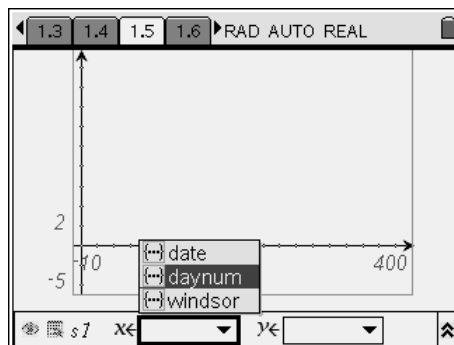 1.3 1.4 1.5 1.6 RAD AUTO REAL
2
-10 400
-5
date
daynum
windsor
s1 x← y←